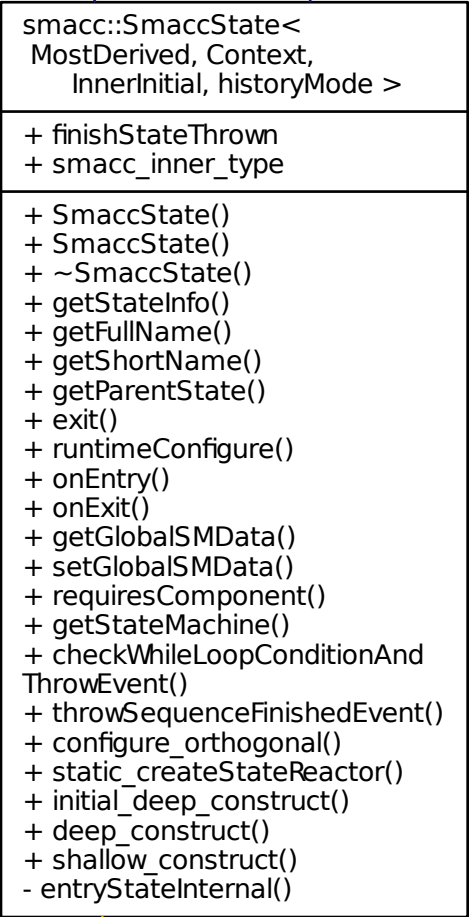 smacc::SmaccState<
MostDerived, Context,
InnerInitial, historyMode >
+ finishStateThrown
+ smacc_inner_type
+ SmaccState()
+ SmaccState()
+ ~SmaccState()
+ getStateInfo()
+ getFullName()
+ getShortName()
+ getParentState()
+ exit()
+ runtimeConfigure()
+ onEntry()
+ onExit()
+ getGlobalSMData()
+ setGlobalSMData()
+ requiresComponent()
+ getStateMachine()
+ checkWhileLoopConditionAnd
ThrowEvent()
+ throwSequenceFinishedEvent()
+ configure_orthogonal()
+ static_createStateReactor()
+ initial_deep_construct()
+ deep_construct()
+ shallow_construct()
- entryStateInternal()